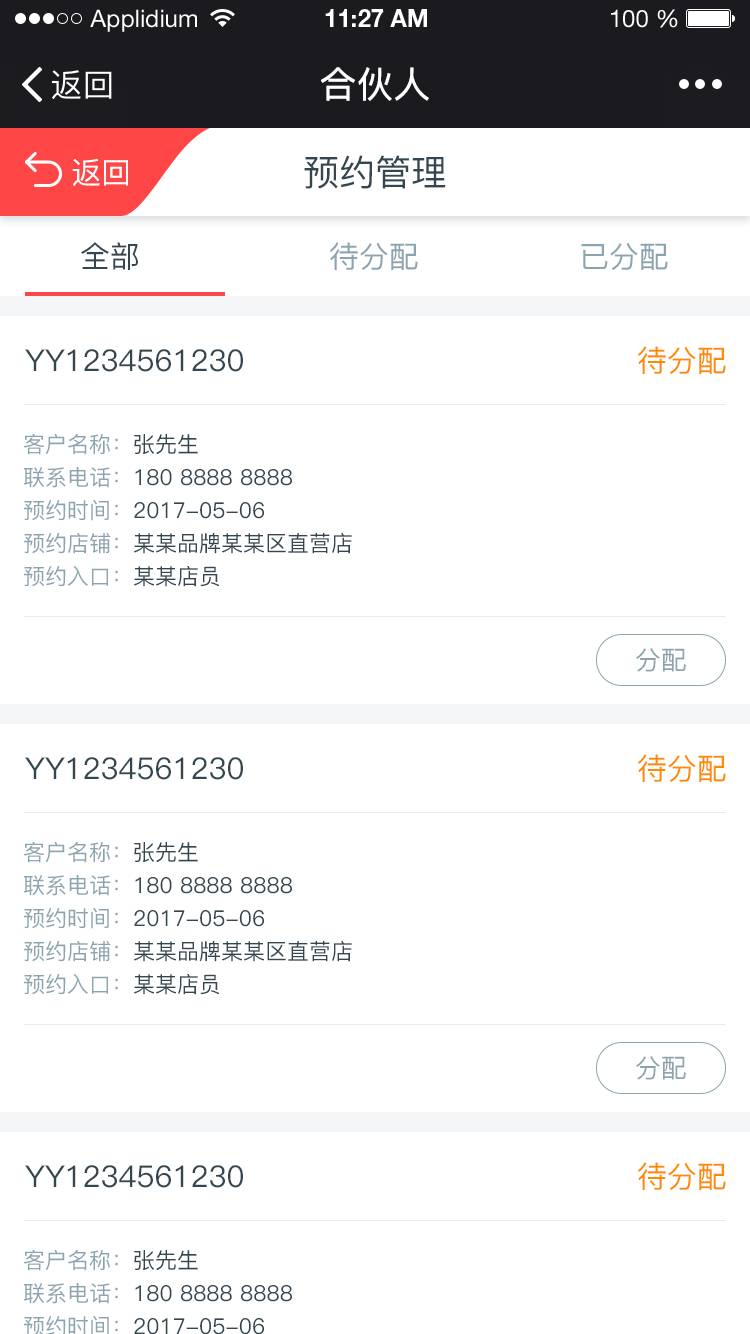 Applidium 11:27 AM 100 %
返回 合伙人
返回 预约管理
全部 待分配 已分配
YY1234561230 待分配
客户名称: 张先生
联系电话: 180 8888 8888
预约时间: 2017-05-06
预约店铺: 某某品牌某某区直营店
预约入口: 某某店员
分配
YY1234561230 待分配
客户名称: 张先生
联系电话: 180 8888 8888
预约时间: 2017-05-06
预约店铺: 某某品牌某某区直营店
预约入口: 某某店员
分配
YY1234561230 待分配
客户名称: 张先生
联系电话: 180 8888 8888
预约时间: 2017-05-06